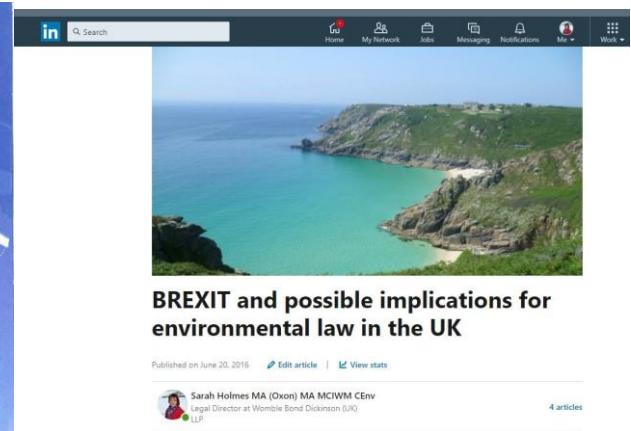 in Search Home My Network Jobs Messaging Notifications Me Work
BREXIT and possible implications for
environmental law in the UK
Published on June 20, 2016 Edit article | View stats
Sarah Holmes MA (Oxon) MA MCIWM CEnv
Legal Director at Womble Bond Dickinson (UK) 4 articles
LLP